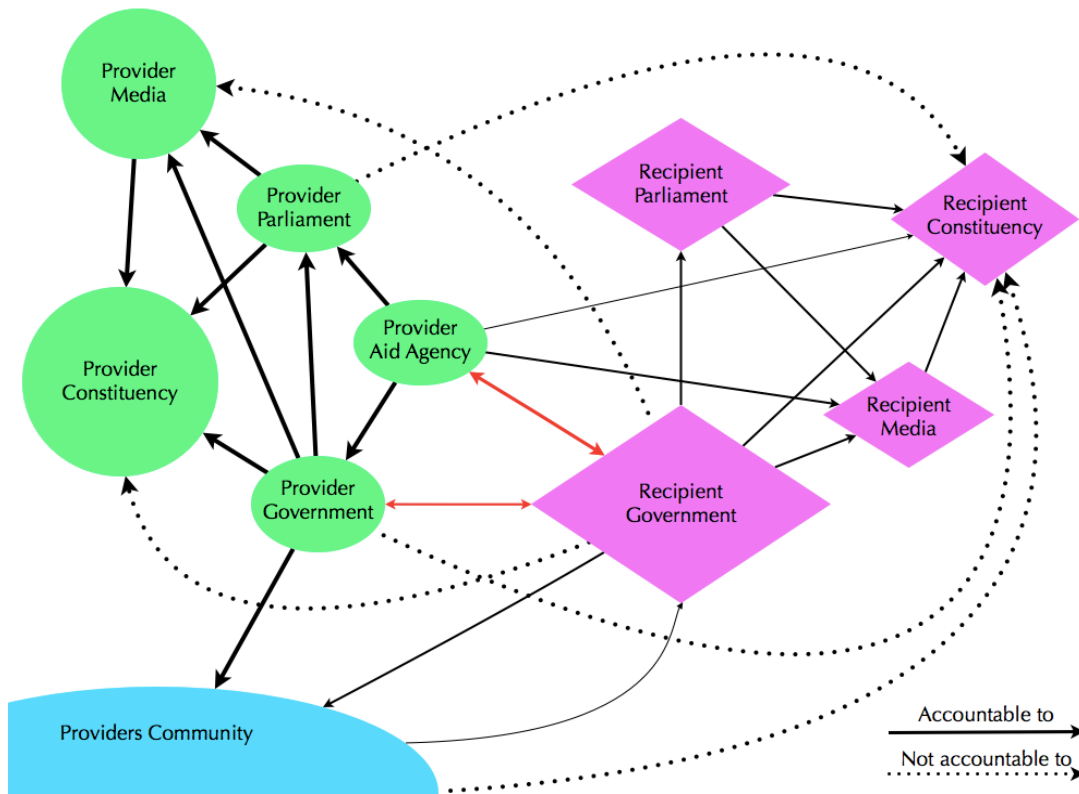 Provider
Media
Provider
Parliament
Recipient
Parliament
Recipient
Constituency
Provider
Aid Agency
Provider
Constituency
Recipient
Media
Provider
Government
Recipient
Government
Providers Community
Accountable to
Not accountable to